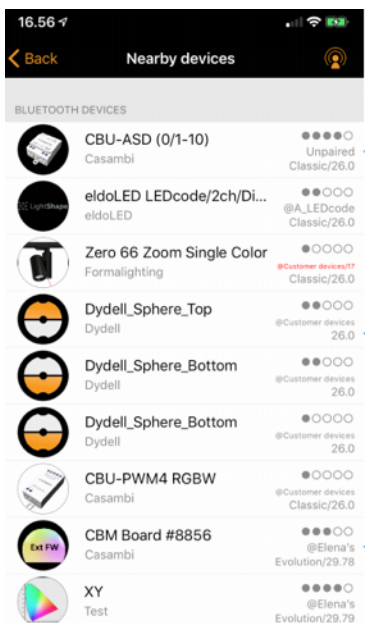 16.56
Back
Nearby devices
BLUETOOTH DEVICES
CBU-ASD (0/1-10)
Casambi
Unpaired
Classic/26.0
LightShape
eldoLED LEDcode/2ch/Di...
eldoLED
@A_LEDcode
Classic/26.0
Zero 66 Zoom Single Color
Formalighting
@Customer devices/17
Classic/26.0
Dydell_Sphere_Top
Dydell
@Customer devices
26.0
Dydell_Sphere_Bottom
Dydell
@Customer devices
26.0
Dydell_Sphere_Bottom
Dydell
@Customer devices
26.0
CBU-PWM4 RGBW
Casambi
@Customer devices
Classic/26.0
Ext FW
CBM Board #8856
Casambi
@Elena's
Evolution/29.78
XY
Test
@Elena's
Evolution/29.79